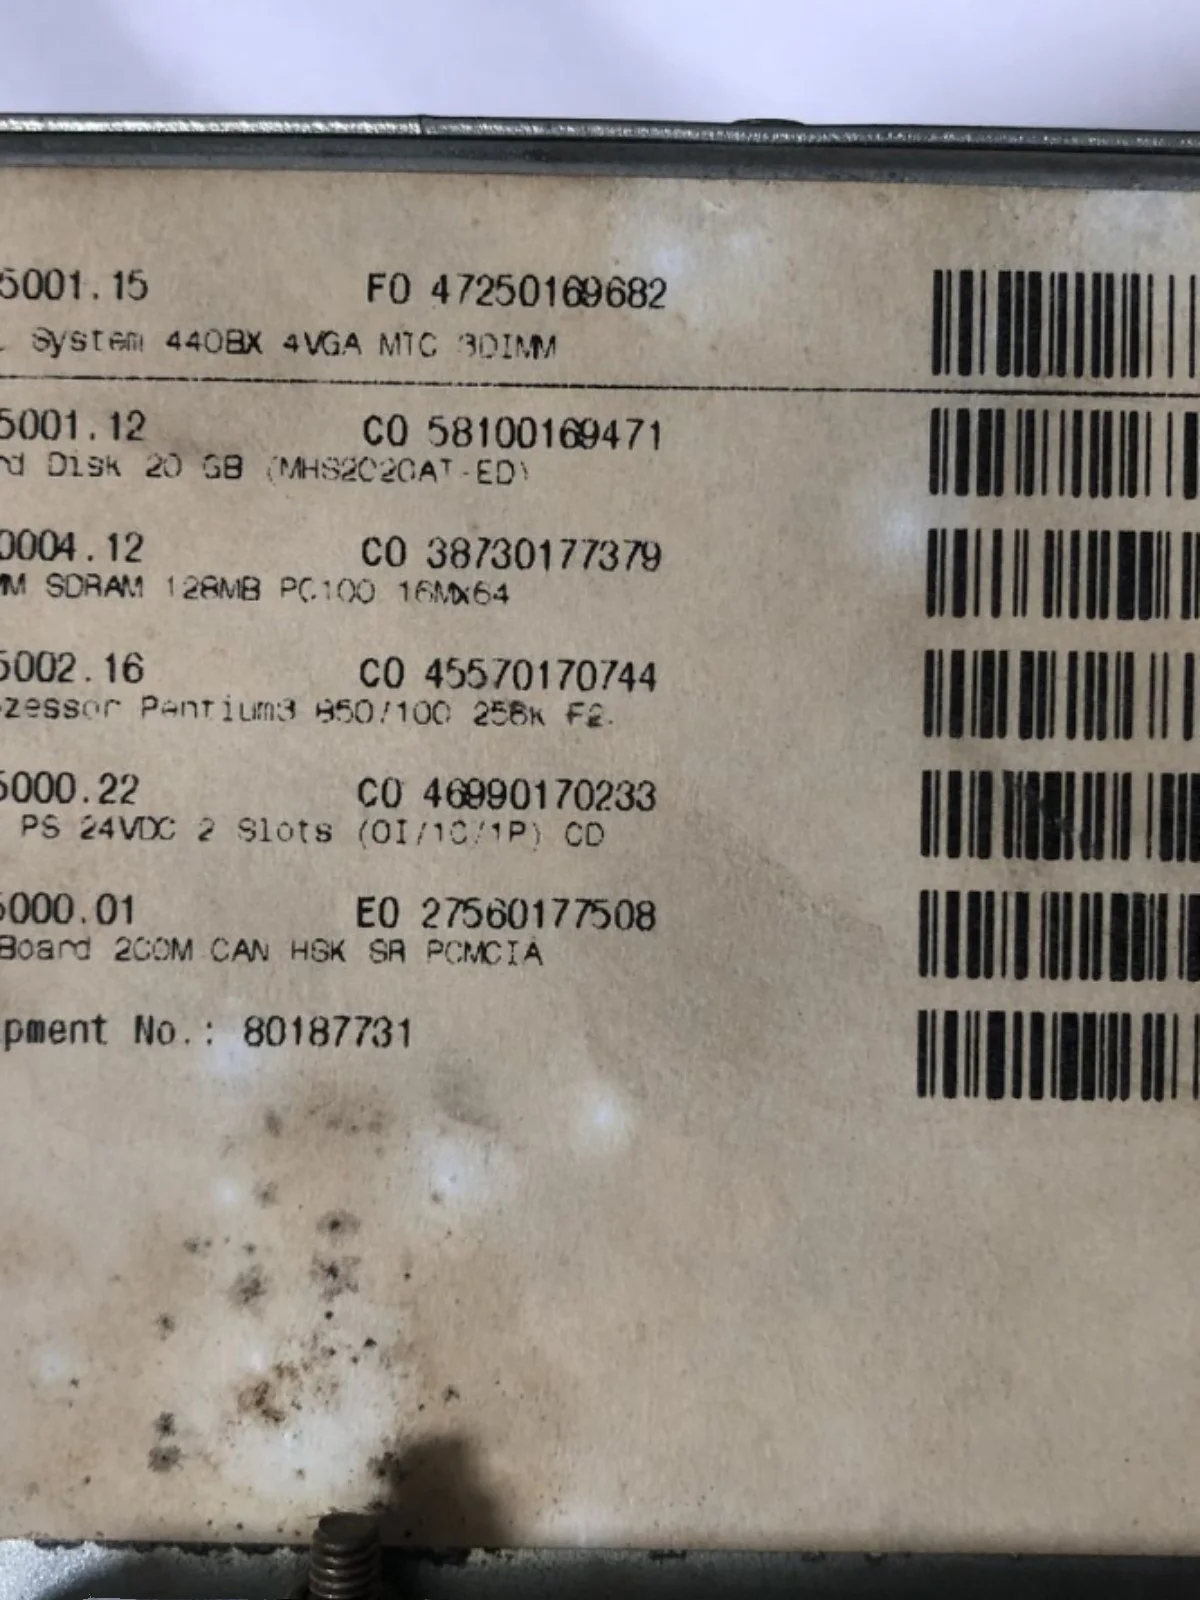 5001.15 F0 47250169682
System 440BX 4VGA MTC 3DIMM
5001.12 C0 58100169471
rd Disk 20 GB (MHS2020AT-ED)
0004.12 C0 38730177379
MM SDRAM 128MB PC100 16MX64
5002.16 C0 45570170744
zessor Pentium3 850/100 256k F2.
5000.22 C0 46990170233
PS 24VDC 2 Slots (0I/1C/1P) CD
5000.01 E0 27560177508
Board 2COM CAN HSK SR PCMCIA
pment No.: 80187731